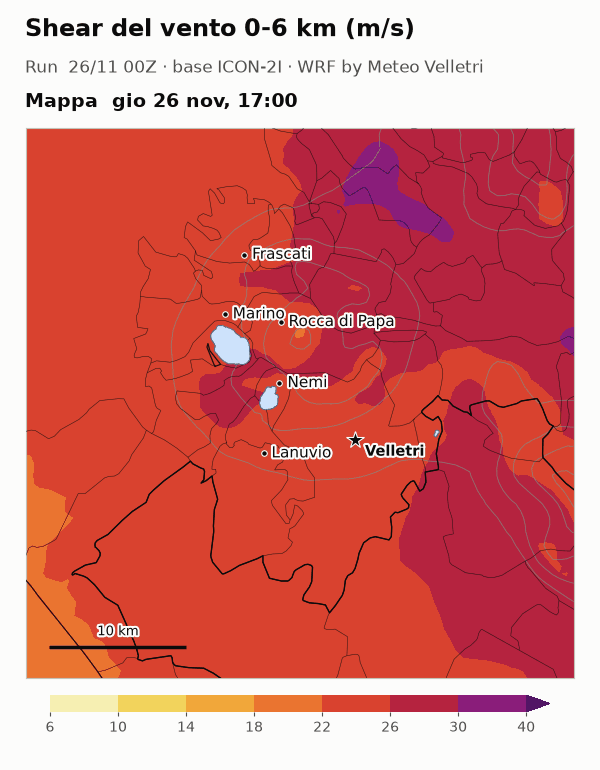 Shear del vento 0-6 km (m/s)
Run  26/11 00Z · base ICON-2I · WRF by Meteo Velletri
Mappa  gio 26 nov, 17:00
Frascati
Marino
Rocca di Papa
Nemi
Velletri
Lanuvio
10 km
6 10 14 18 22 26 30 40